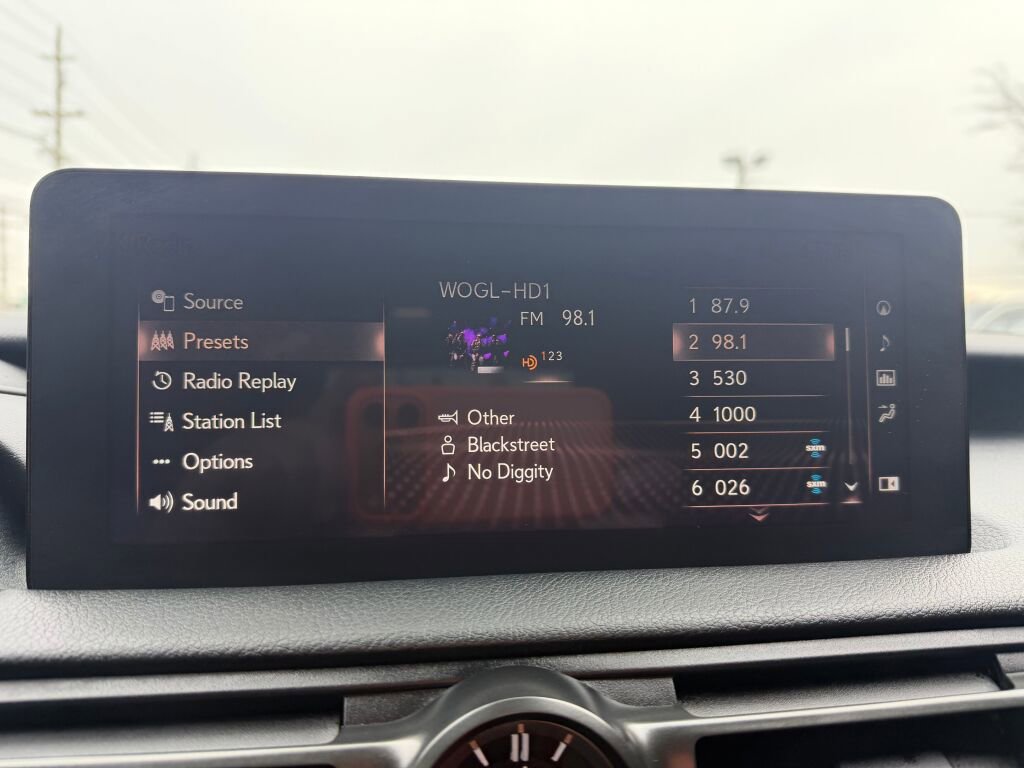 Source
Presets
Radio Replay
Station List
Options
Sound
WOGL-HD1
FM 98.1
HD 123
Other
Blackstreet
No Diggity
1 87.9
2 98.1
3 530
4 1000
5 002 sxm
6 026 sxm